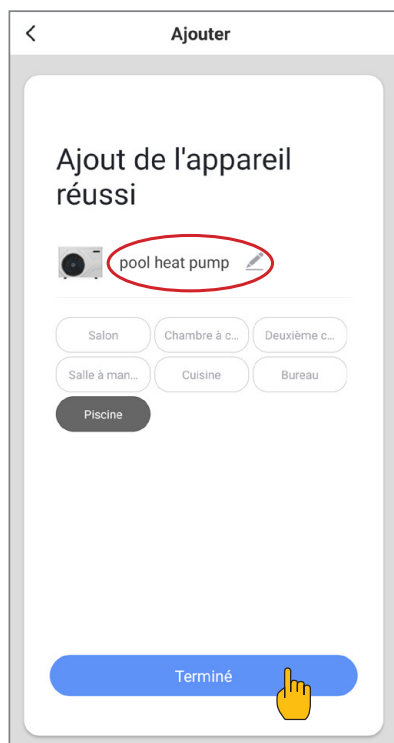 Ajouter
Ajout de l'appareil
réussi
pool heat pump
Salon
Chambre à c...
Deuxième c...
Salle à man...
Cuisine
Bureau
Piscine
Terminé